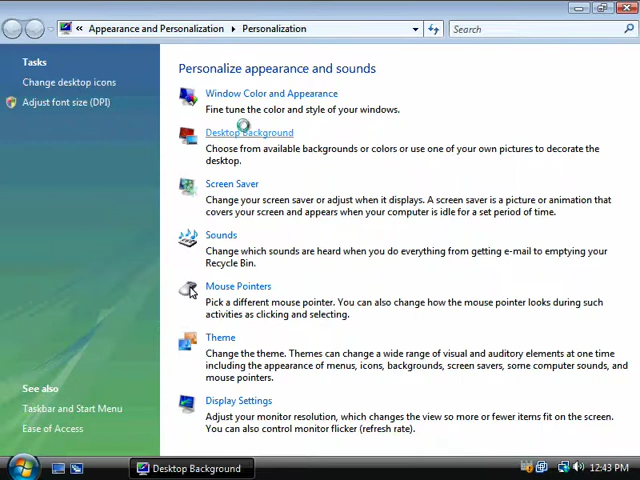 « Appearance and Personalization Personalization
Search
Tasks
Change desktop icons
Adjust font size (DPI)
Personalize appearance and sounds
Window Color and Appearance
Fine tune the color and style of your windows.
Desktop Background
Choose from available backgrounds or colors or use one of your own pictures to decorate the
desktop.
Screen Saver
Change your screen saver or adjust when it displays. A screen saver is a picture or animation that
covers your screen and appears when your computer is idle for a set period of time.
Sounds
Change which sounds are heard when you do everything from getting e-mail to emptying your
Recycle Bin.
Mouse Pointers
Pick a different mouse pointer. You can also change how the mouse pointer looks during such
activities as clicking and selecting.
Theme
Change the theme. Themes can change a wide range of visual and auditory elements at one time
including the appearance of menus, icons, backgrounds, screen savers, some computer sounds, and
mouse pointers.
Display Settings
Adjust your monitor resolution, which changes the view so more or fewer items fit on the screen.
You can also control monitor flicker (refresh rate).
See also
Taskbar and Start Menu
Ease of Access
Desktop Background
12:43 PM